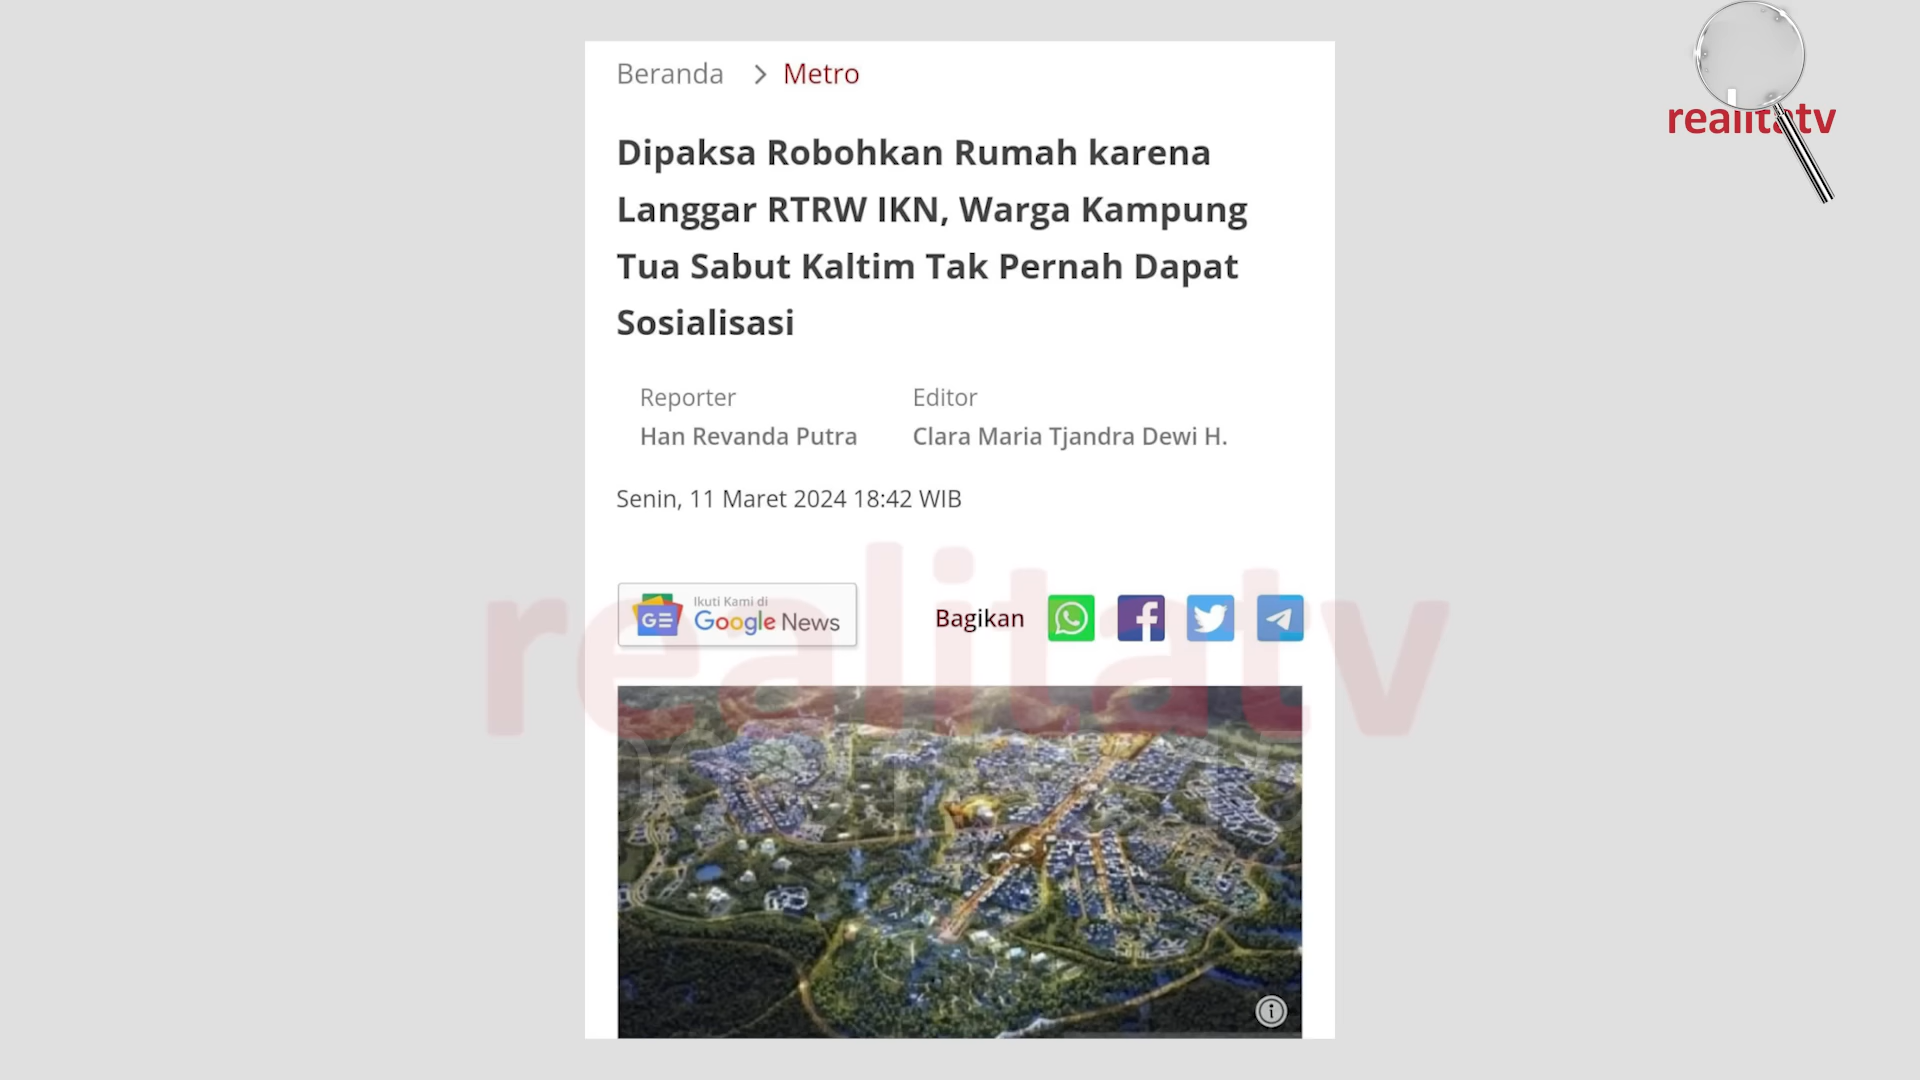 realitatv
Beranda > Metro
Dipaksa Robohkan Rumah karena
Langgar RTRW IKN, Warga Kampung
Tua Sabut Kaltim Tak Pernah Dapat
Sosialisasi
Reporter
Editor
Han Revanda Putra
Clara Maria Tjandra Dewi H.
Senin, 11 Maret 2024 18:42 WIB
Ikuti Kami di
GE Google News
Bagikan
realitatv